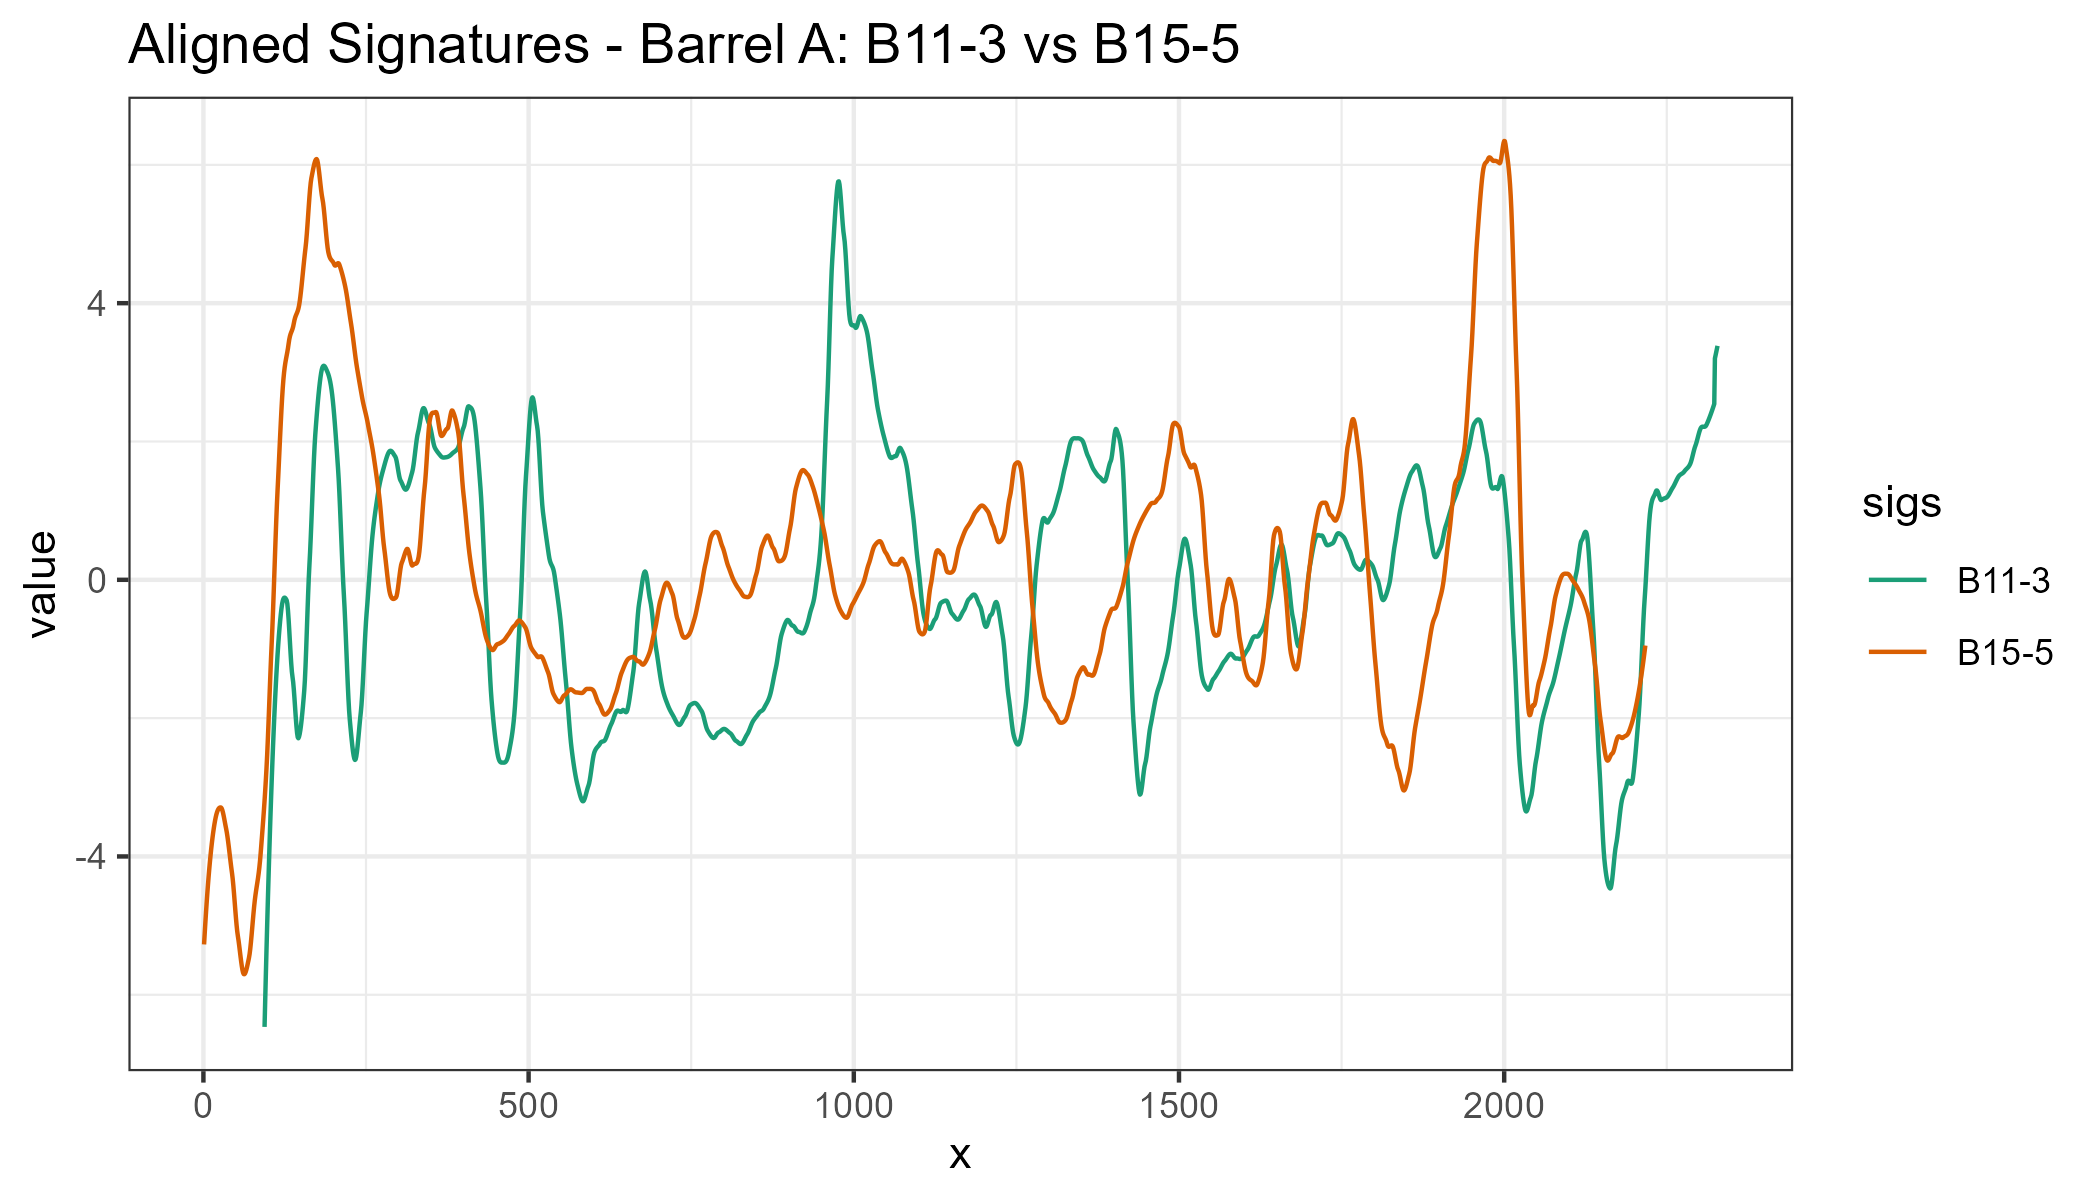 Aligned Signatures - Barrel A: B11-3 vs B15-5
value
4
0
-4
0 500 1000 1500 2000
x
sigs
B11-3
B15-5